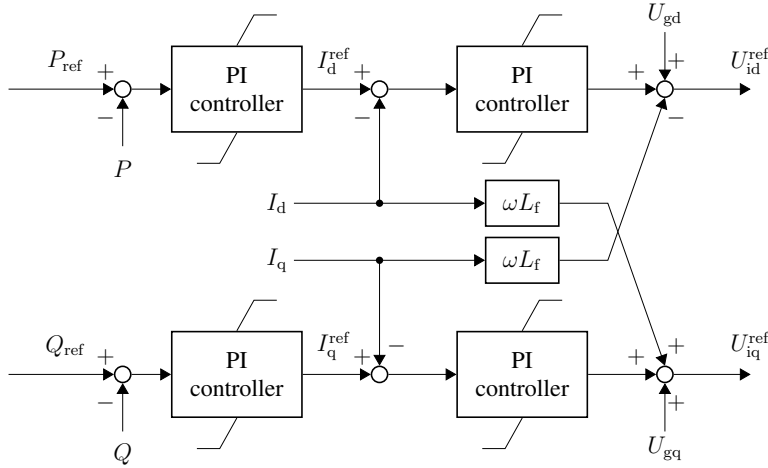 U_gd
P_ref + PI controller I_d^ref + PI controller + + U_id^ref
− − −
P
I_d ωL_f
I_q ωL_f
Q_ref + PI controller I_q^ref + − PI controller + + U_iq^ref
− +
Q U_gq